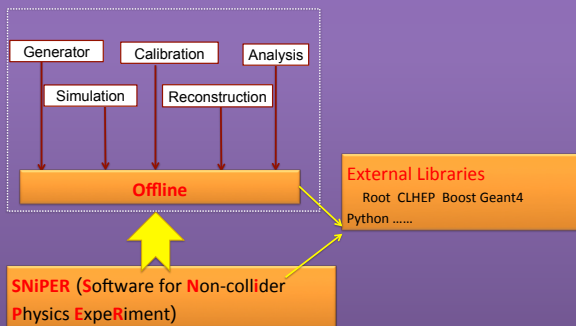 Generator
Calibration
Analysis
Simulation
Reconstruction
Offline
External Libraries
Root CLHEP Boost Geant4
Python ......
SNiPER (Software for Non-collider
Physics ExpeRiment)